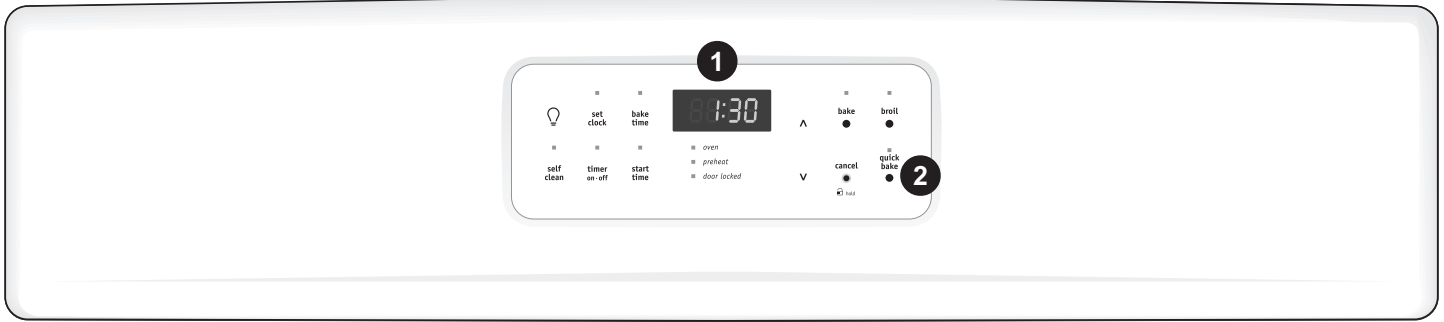 1
1:30
set
clock
bake
time
bake
broil
oven
preheat
door locked
self
clean
timer
on·off
start
time
cancel
hold
quick
bake
2